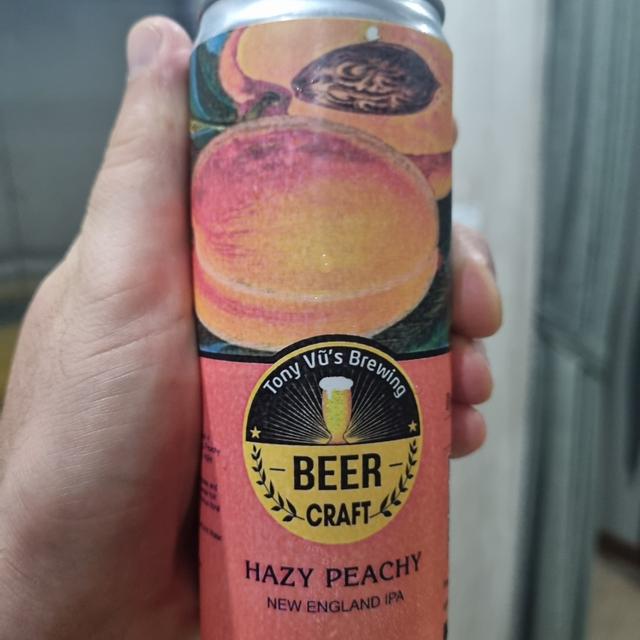 Tony Vũ's Brewing
BEER
CRAFT
HAZY PEACHY
NEW ENGLAND IPA